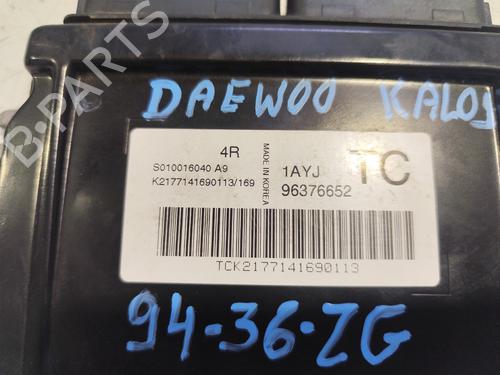 B-PARTS
DAEWOO KALOS
4R
S010016040 A9
K2177141690113/169
MADE IN KOREA
1AYJ
TC
96376652
TCK2177141690113
94-36-ZG